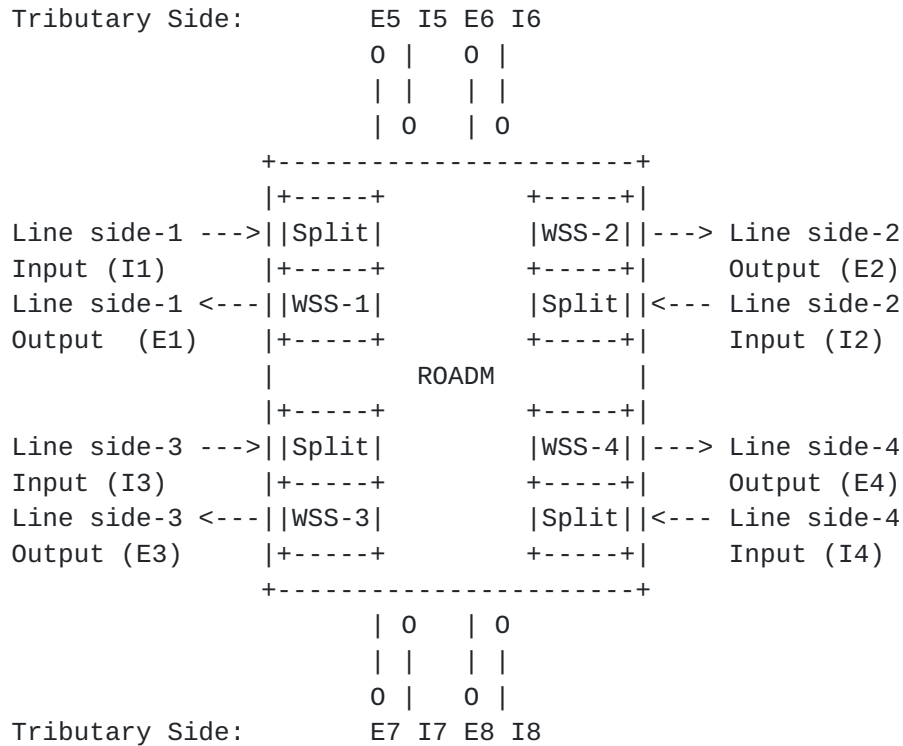 Tributary Side:        E5 I5 E6 I6
                       O |   O |
                       | |   | |
                       | O   | O
                +-----------------------+
                |+-----+         +-----+|
Line side-1 --->||Split|         |WSS-2||---> Line side-2
Input (I1)      |+-----+         +-----+|     Output (E2)
Line side-1 <---||WSS-1|         |Split||<--- Line side-2
Output  (E1)    |+-----+         +-----+|     Input (I2)
                |         ROADM         |
                |+-----+         +-----+|
Line side-3 --->||Split|         |WSS-4||---> Line side-4
Input (I3)      |+-----+         +-----+|     Output (E4)
Line side-3 <---||WSS-3|         |Split||<--- Line side-4
Output (E3)     |+-----+         +-----+|     Input (I4)
                +-----------------------+
                       | O   | O
                       | |   | |
                       O |   O |
Tributary Side:        E7 I7 E8 I8